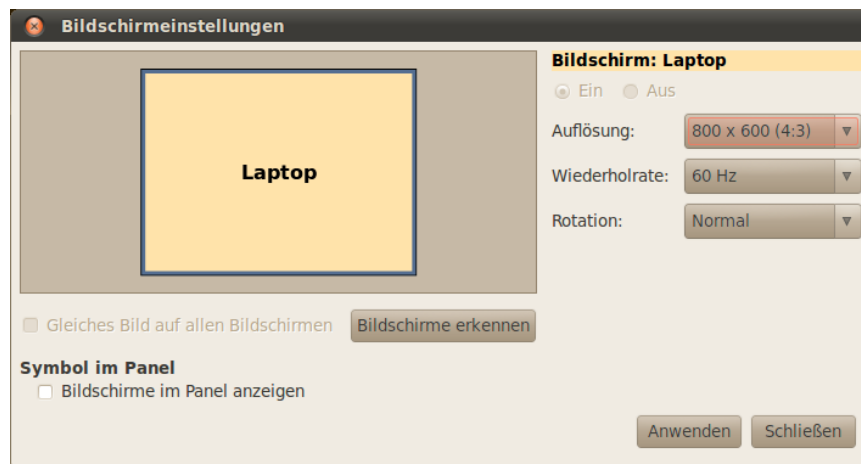 Bildschirmeinstellungen
Laptop
Bildschirm: Laptop
Ein Aus
Auflösung: 800 x 600 (4:3)
Wiederholrate: 60 Hz
Rotation: Normal
Gleiches Bild auf allen Bildschirmen Bildschirme erkennen
Symbol im Panel
Bildschirme im Panel anzeigen
Anwenden Schließen